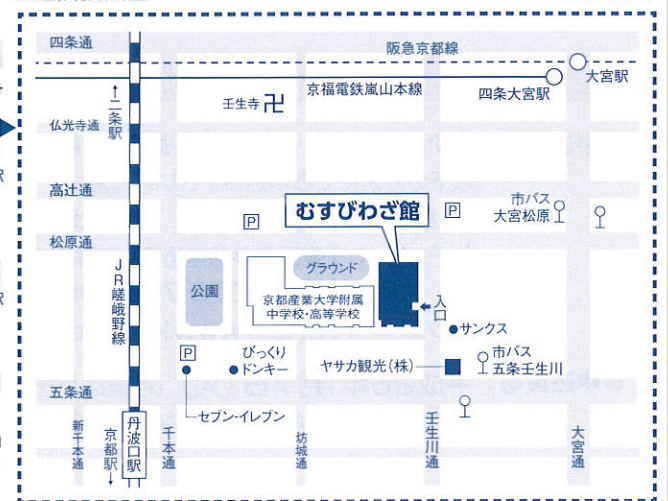 四条通
阪急京都線
大宮駅
京福電鉄嵐山本線
四条大宮駅
↑二条駅
壬生寺卍
仏光寺通
高辻通
市バス
大宮松原
P
むすびわざ館
P
松原通
JR嵯峨野線
公園
グラウンド
京都産業大学附属
中学校・高等学校
←入口
サンクス
P
びっくり
ドンキー
ヤサカ観光(株)
市バス
五条壬生川
五条通
セブン-イレブン
新千本通
京都駅↓
丹波口駅
千本通
坊城通
壬生川通
大宮通
駅
駅